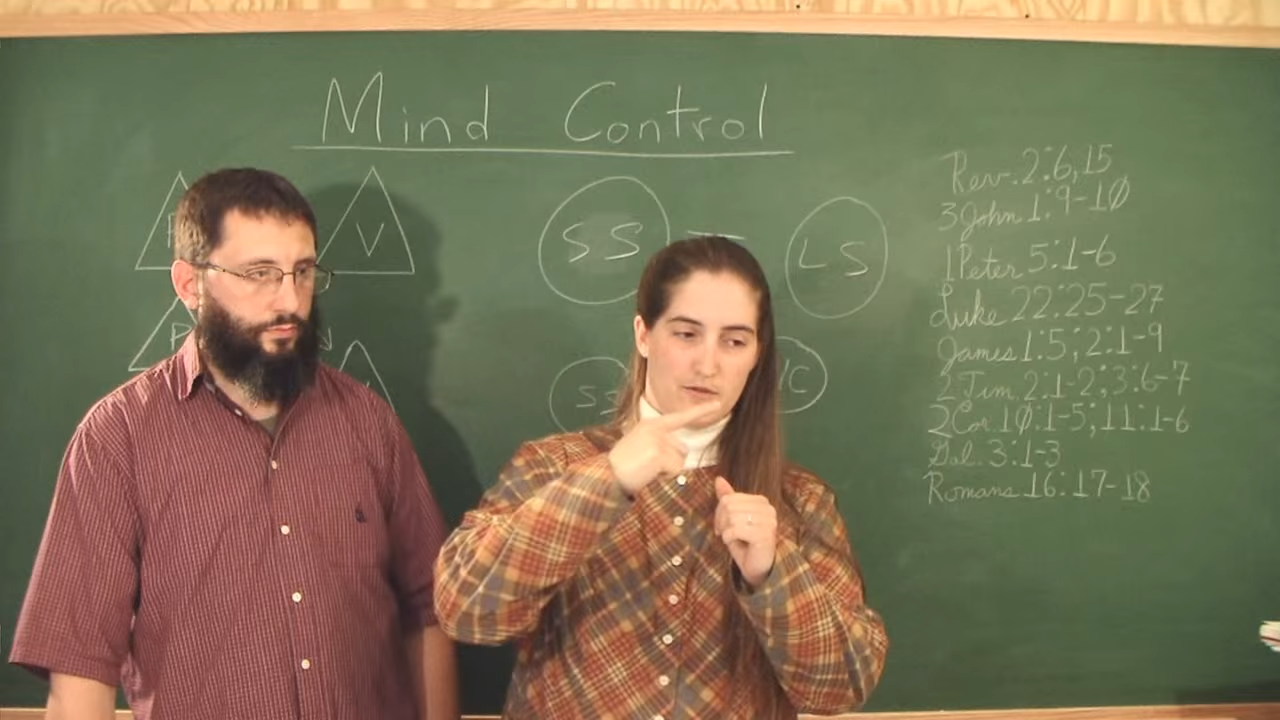 Mind Control
V
SS
LS
SS
Rev. 2:6,15
3 John 1:9-10
1 Peter 5:1-6
Luke 22:25-27
James 1:5; 2:1-9
2 Tim. 2:1-2; 3:6-7
2 Cor. 10:1-5; 11:1-6
Gal. 3:1-3
Romans 16:17-18